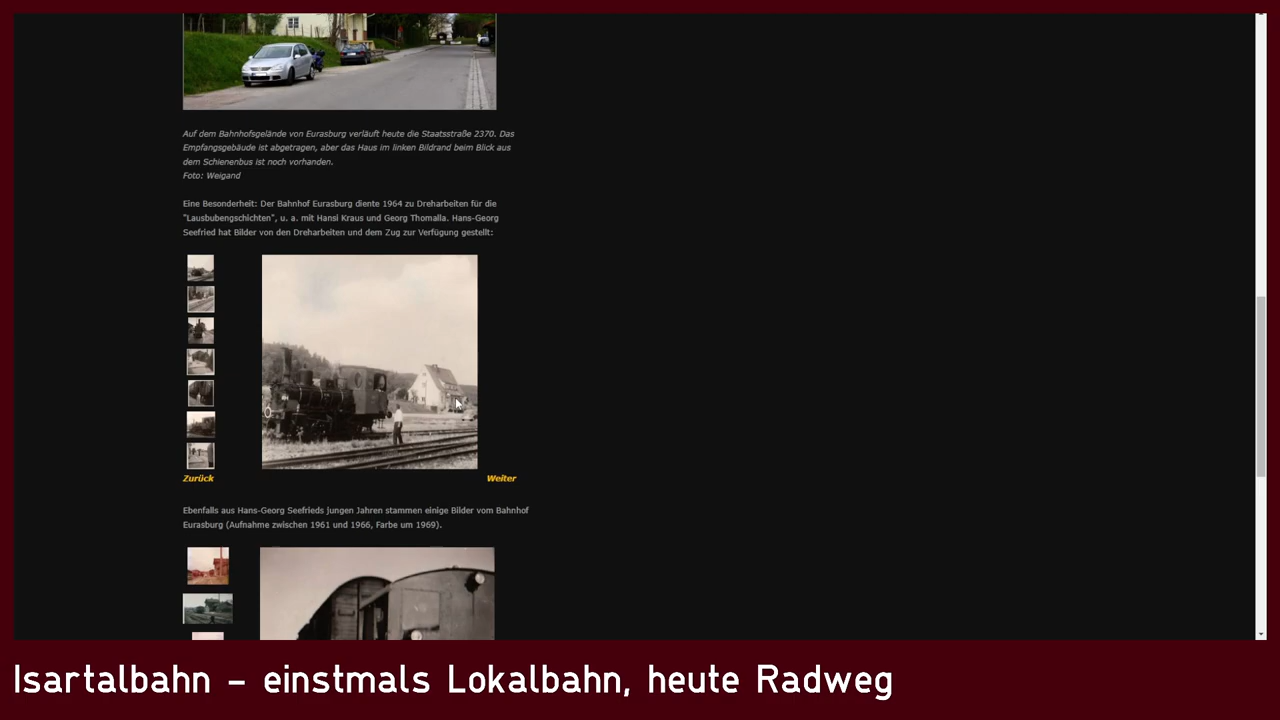 Auf dem Bahnhofsgelände von Eurasburg verläuft heute die Staatsstraße 2370. Das
Empfangsgebäude ist abgetragen, aber das Haus im linken Bildrand beim Blick aus
dem Schienenbus ist noch vorhanden.
Foto: Weigand
Eine Besonderheit: Der Bahnhof Eurasburg diente 1964 zu Dreharbeiten für die
"Lausbubengschichten", u. a. mit Hansi Kraus und Georg Thomalla. Hans-Georg
Seefried hat Bilder von den Dreharbeiten und dem Zug zur Verfügung gestellt:
Zurück
Weiter
Ebenfalls aus Hans-Georg Seefrieds jungen Jahren stammen einige Bilder vom Bahnhof
Eurasburg (Aufnahme zwischen 1961 und 1966, Farbe um 1969).
Isartalbahn – einstmals Lokalbahn, heute Radweg